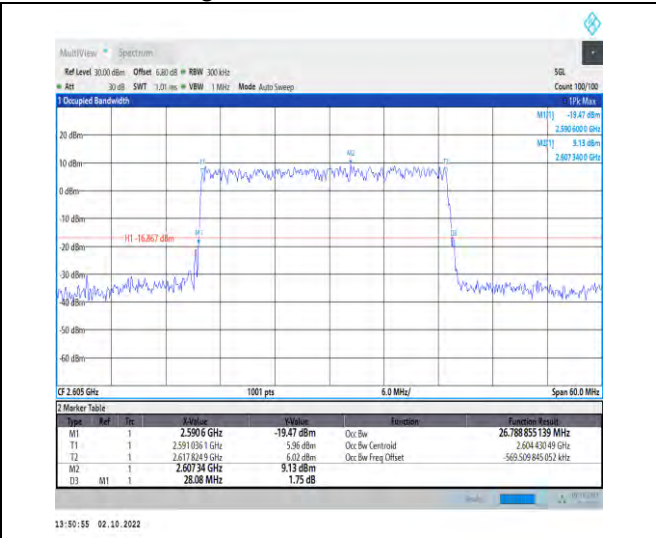 MultiView Spectrum
Ref Level 30.00 dBm Offset 6.80 dB RBW 300 kHz SGL
Att 30 dB SWT 1.01 ms VBW 1 MHz Mode Auto Sweep Count 100/100
1 Occupied Bandwidth 1Pk Max
M1[1] -19.47 dBm
2.5906000 GHz
M2[1] 9.13 dBm
2.6073400 GHz
20 dBm
M2
10 dBm
T1
0 dBm
-10 dBm
H1 -16.867 dBm
M1
D3
-20 dBm
-30 dBm
-40 dBm
-50 dBm
-60 dBm
CF 2.605 GHz 1001 pts 6.0 MHz/ Span 60.0 MHz
2 Marker Table
Type Ref Trc X-Value Y-Value Function Function Result
M1 1 2.5906 GHz -19.47 dBm Occ Bw 26.788 855 139 MHz
T1 1 2.591 036 1 GHz 5.96 dBm Occ Bw Centroid 2.604 430 49 GHz
T2 1 2.617 824 9 GHz 6.02 dBm Occ Bw Freq Offset -569.509 845 052 kHz
M2 1 2.60734 GHz 9.13 dBm
D3 M1 1 28.08 MHz 1.75 dB
13:50:55 02.10.2022